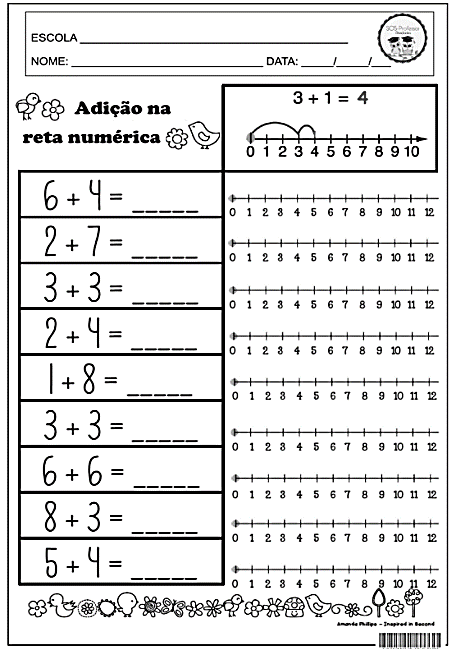 SOS Professor
ESCOLA
NOME: DATA: ___/___/___
Adição na
reta numérica
3 + 1 = 4
0 1 2 3 4 5 6 7 8 9 10
6 + 4 = _____
0 1 2 3 4 5 6 7 8 9 10 11 12
2 + 7 = _____
0 1 2 3 4 5 6 7 8 9 10 11 12
3 + 3 = _____
0 1 2 3 4 5 6 7 8 9 10 11 12
2 + 4 = _____
0 1 2 3 4 5 6 7 8 9 10 11 12
1 + 8 = _____
0 1 2 3 4 5 6 7 8 9 10 11 12
3 + 3 = _____
0 1 2 3 4 5 6 7 8 9 10 11 12
6 + 6 = _____
0 1 2 3 4 5 6 7 8 9 10 11 12
8 + 3 = _____
0 1 2 3 4 5 6 7 8 9 10 11 12
5 + 4 = _____
0 1 2 3 4 5 6 7 8 9 10 11 12
Amanda Phillips - Inspired in Second